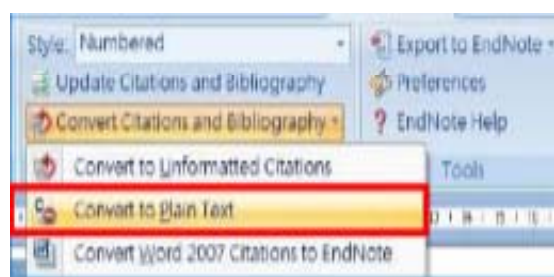 Style: Numbered
Export to EndNote
Update Citations and Bibliography
Preferences
Convert Citations and Bibliography
EndNote Help
Convert to Unformatted Citations
Tools
Convert to Plain Text
Convert Word 2007 Citations to EndNote